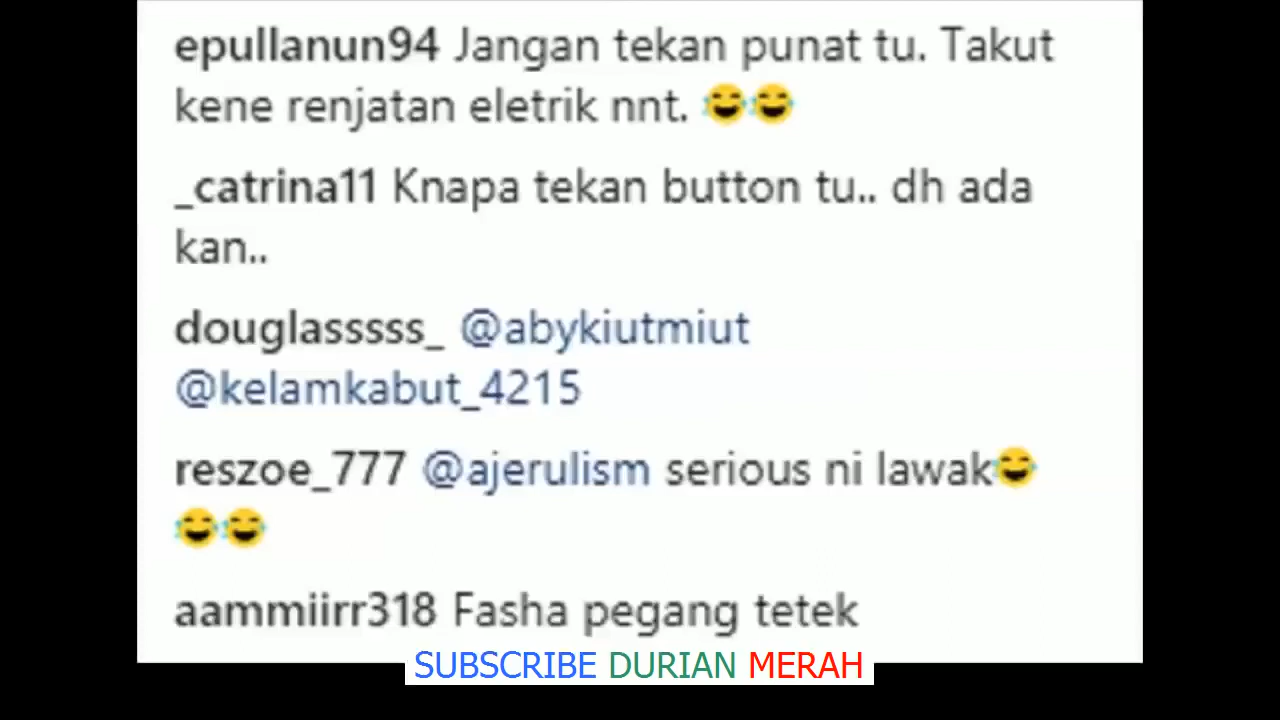 epullanun94 Jangan tekan punat tu. Takut
kene renjatan eletrik nnt. 😂😂
_catrina11 Knapa tekan button tu.. dh ada
kan..
douglasssss_ @abykiutmiut
@kelamkabut_4215
reszoe_777 @ajerulism serious ni lawak😂
😂😂
aammiirr318 Fasha pegang tetek
SUBSCRIBE DURIAN MERAH